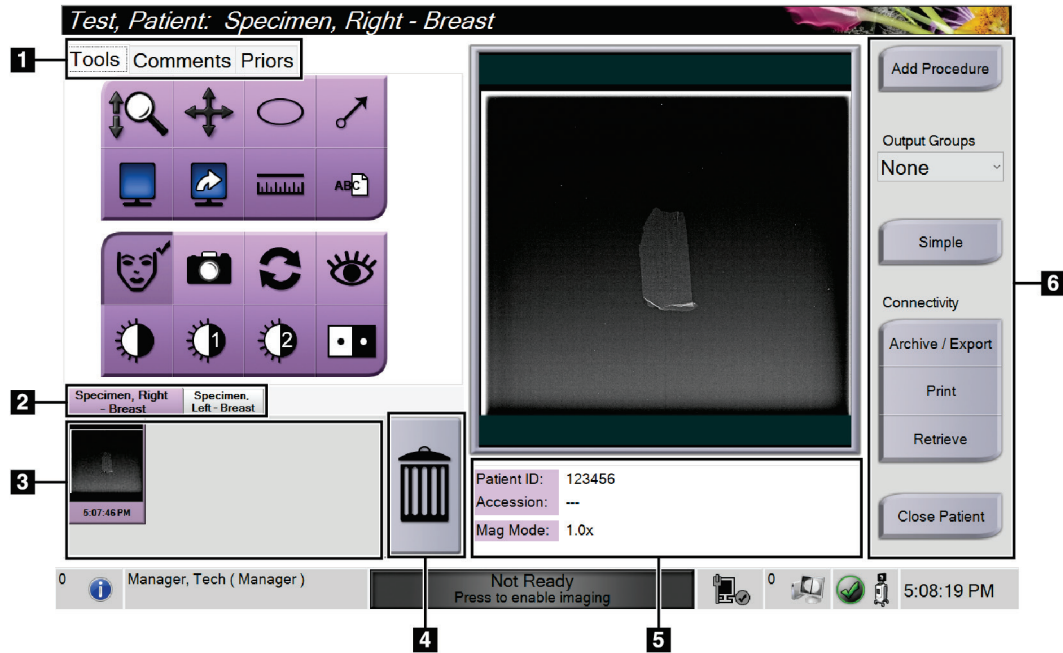 Test, Patient: Specimen, Right - Breast
1
Tools Comments Priors
ABC
1
2
2
Specimen, Right
- Breast
Specimen,
Left - Breast
3
5:07:46 PM
4
Patient ID: 123456
Accession: ---
Mag Mode: 1.0x
5
Add Procedure
Output Groups
None
Simple
Connectivity
Archive / Export
Print
Retrieve
Close Patient
6
0
i
Manager, Tech ( Manager )
Not Ready
Press to enable imaging
0
5:08:19 PM